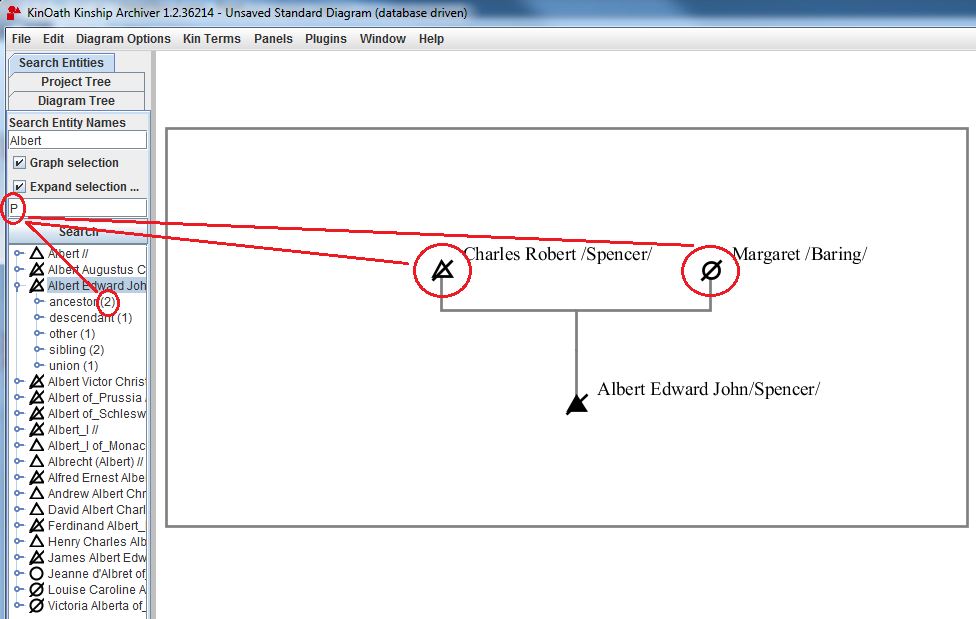 KinOath Kinship Archiver 1.2.36214 - Unsaved Standard Diagram (database driven)
File Edit Diagram Options Kin Terms Panels Plugins Window Help
Search Entities
Project Tree
Diagram Tree
Search Entity Names
Albert
Graph selection
Expand selection ...
P
Search
Albert //
Albert Augustus C
Albert Edward Joh
ancestor (2)
descendant (1)
other (1)
sibling (2)
union (1)
Albert Victor Christ
Albert of_Prussia /
Albert of_Schlesw
Albert_I //
Albert_I of_Monac
Albrecht (Albert) //
Alfred Ernest Albe
Andrew Albert Chr
David Albert Charl
Ferdinand Albert_
Henry Charles Alb
James Albert Edw
Jeanne d'Albret of_
Louise Caroline A
Victoria Alberta of_
Charles Robert /Spencer/
Margaret /Baring/
Albert Edward John/Spencer/